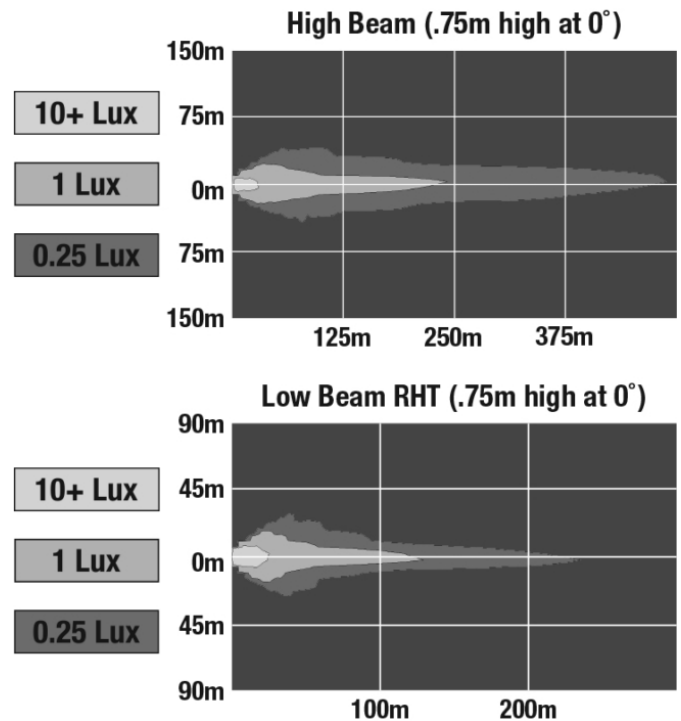 High Beam (.75m high at 0°)
150m
10+ Lux
75m
1 Lux
0m
0.25 Lux
75m
150m
125m 250m 375m
Low Beam RHT (.75m high at 0°)
90m
10+ Lux
45m
1 Lux
0m
0.25 Lux
45m
90m
100m 200m